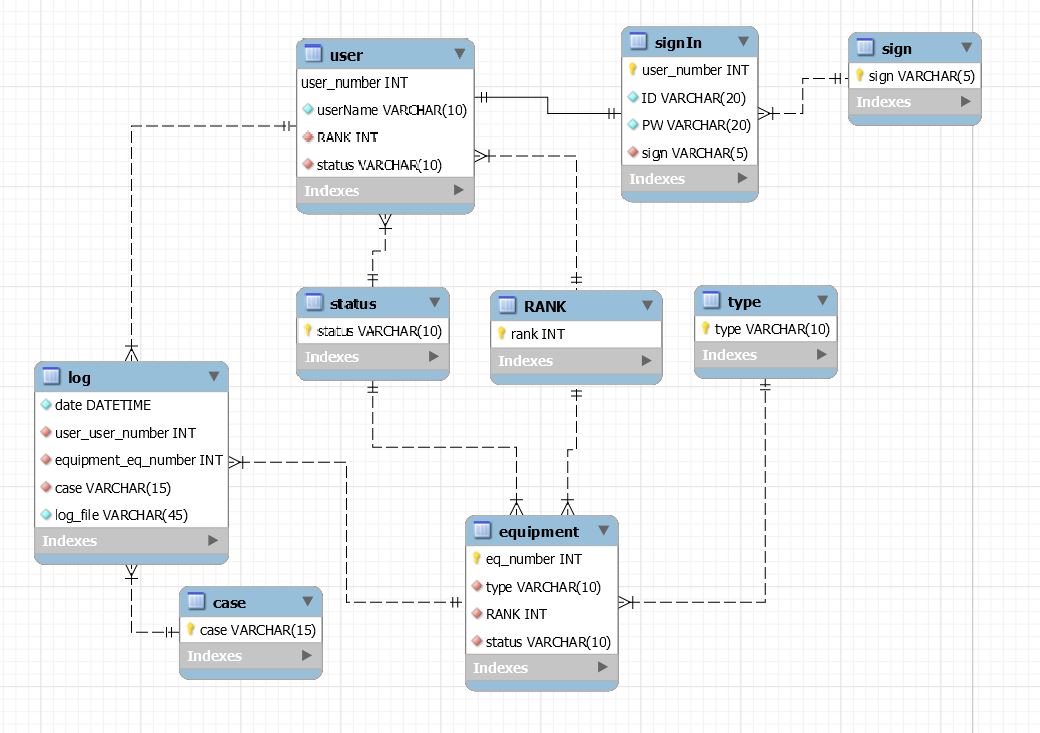 user
user_number INT
userName VARCHAR(10)
RANK INT
status VARCHAR(10)
Indexes
signIn
user_number INT
ID VARCHAR(20)
PW VARCHAR(20)
sign VARCHAR(5)
Indexes
sign
sign VARCHAR(5)
Indexes
status
status VARCHAR(10)
Indexes
RANK
rank INT
Indexes
type
type VARCHAR(10)
Indexes
log
date DATETIME
user_user_number INT
equipment_eq_number INT
case VARCHAR(15)
log_file VARCHAR(45)
Indexes
equipment
eq_number INT
type VARCHAR(10)
RANK INT
status VARCHAR(10)
Indexes
case
case VARCHAR(15)
Indexes